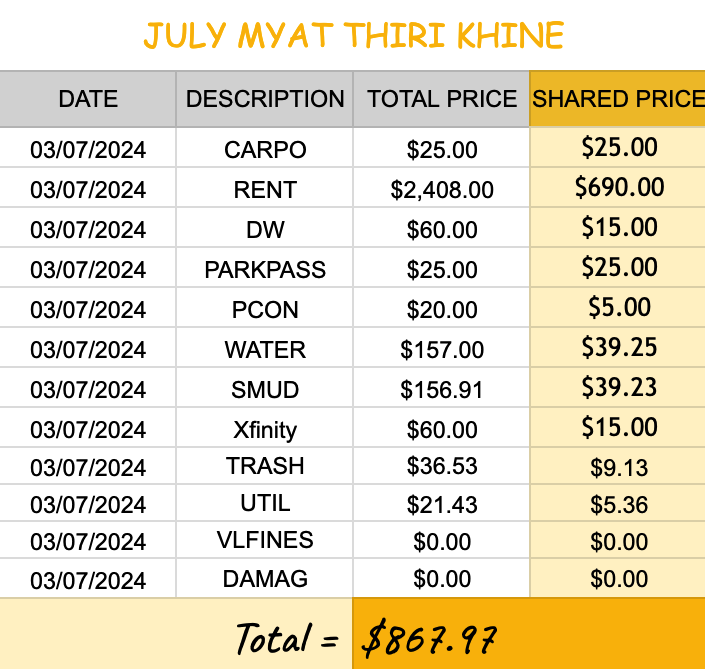 JULY MYAT THIRI KHINE
DATE DESCRIPTION TOTAL PRICE SHARED PRICE
03/07/2024 CARPO $25.00 $25.00
03/07/2024 RENT $2,408.00 $690.00
03/07/2024 DW $60.00 $15.00
03/07/2024 PARKPASS $25.00 $25.00
03/07/2024 PCON $20.00 $5.00
03/07/2024 WATER $157.00 $39.25
03/07/2024 SMUD $156.91 $39.23
03/07/2024 Xfinity $60.00 $15.00
03/07/2024 TRASH $36.53 $9.13
03/07/2024 UTIL $21.43 $5.36
03/07/2024 VLFINES $0.00 $0.00
03/07/2024 DAMAG $0.00 $0.00
Total = $867.97